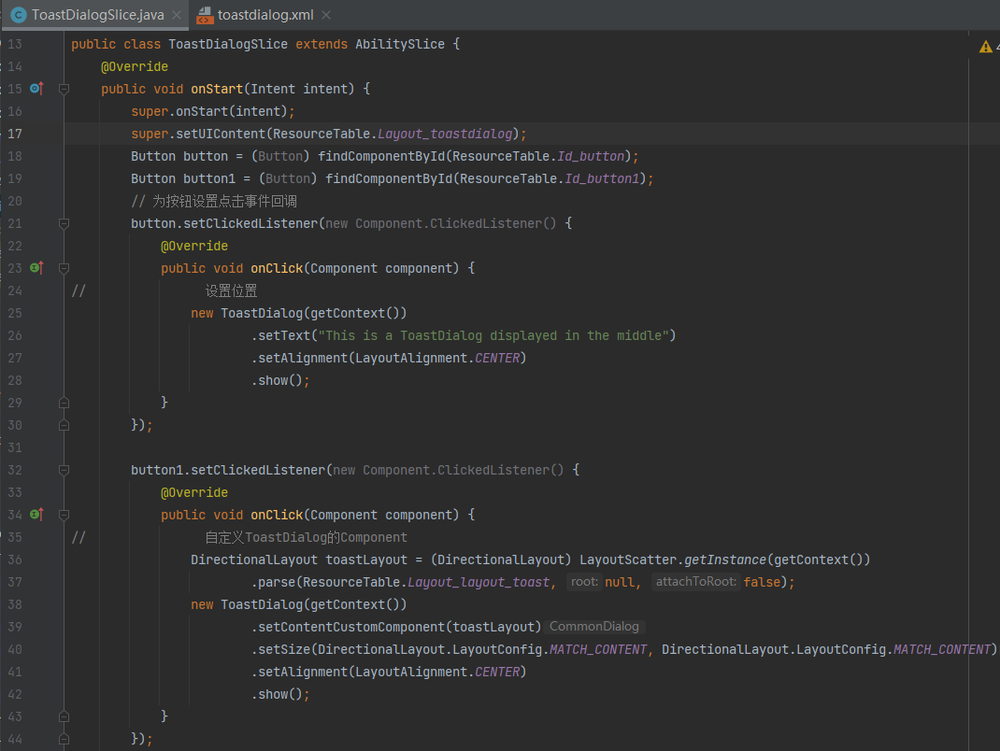 ToastDialogSlice.java toastdialog.xml
13 public class ToastDialogSlice extends AbilitySlice {
14 @Override
15 public void onStart(Intent intent) {
16 super.onStart(intent);
17 super.setUIContent(ResourceTable.Layout_toastdialog);
18 Button button = (Button) findComponentById(ResourceTable.Id_button);
19 Button button1 = (Button) findComponentById(ResourceTable.Id_button1);
20 // 为按钮设置点击事件回调
21 button.setClickedListener(new Component.ClickedListener() {
22 @Override
23 public void onClick(Component component) {
24 // 设置位置
25 new ToastDialog(getContext())
26 .setText("This is a ToastDialog displayed in the middle")
27 .setAlignment(LayoutAlignment.CENTER)
28 .show();
29 }
30 });
31
32 button1.setClickedListener(new Component.ClickedListener() {
33 @Override
34 public void onClick(Component component) {
35 // 自定义ToastDialog的Component
36 DirectionalLayout toastLayout = (DirectionalLayout) LayoutScatter.getInstance(getContext())
37 .parse(ResourceTable.Layout_layout_toast, root: null, attachToRoot: false);
38 new ToastDialog(getContext())
39 .setContentCustomComponent(toastLayout) CommonDialog
40 .setSize(DirectionalLayout.LayoutConfig.MATCH_CONTENT, DirectionalLayout.LayoutConfig.MATCH_CONTENT)
41 .setAlignment(LayoutAlignment.CENTER)
42 .show();
43 }
44 });